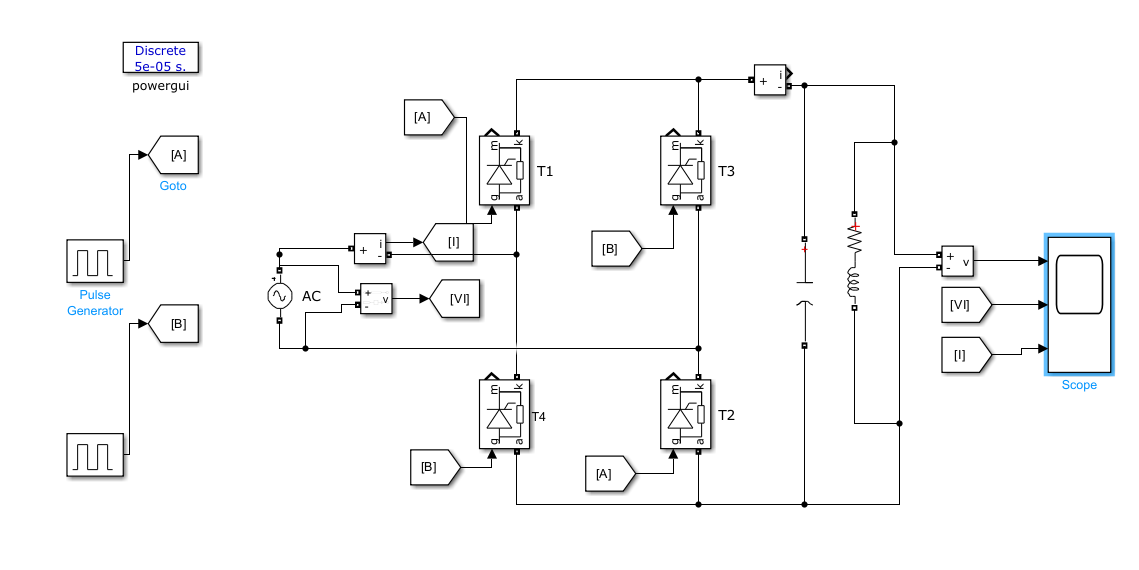 Discrete
5e-05 s.
powergui
[A]
Goto
Pulse
Generator
[B]
[A]
m
k
g
a
T1
m
k
g
a
T3
+
i
-
[B]
+
i
-
[I]
+
AC
+
-
v
[VI]
+
+
+
-
v
[VI]
[I]
Scope
m
k
g
a
T4
m
k
g
a
T2
[B]
[A]